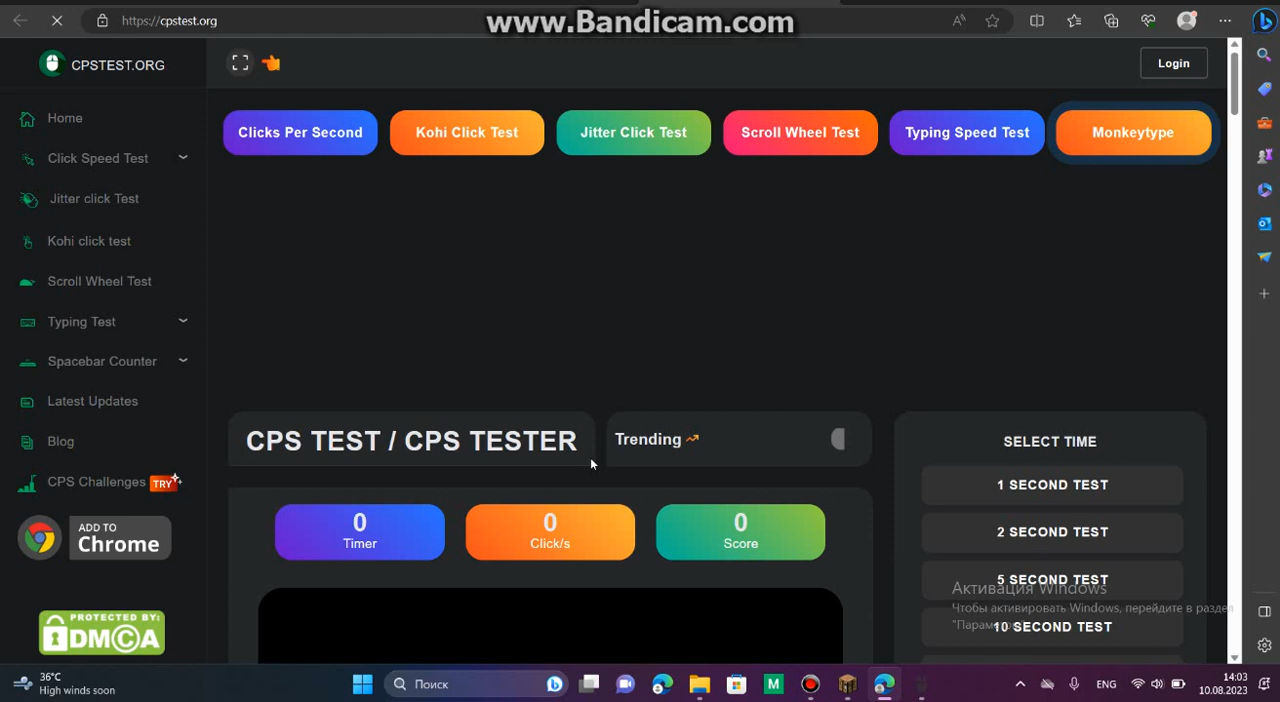 www.Bandicam.com
https://cpstest.org
CPSTEST.ORG
Login
Home
Click Speed Test
Jitter click Test
Kohi click test
Scroll Wheel Test
Typing Test
Spacebar Counter
Latest Updates
Blog
CPS Challenges TRY
ADD TO
Chrome
PROTECTED BY:
DMCA
Clicks Per Second
Kohi Click Test
Jitter Click Test
Scroll Wheel Test
Typing Speed Test
Monkeytype
CPS TEST / CPS TESTER
Trending
0
Timer
0
Click/s
0
Score
SELECT TIME
1 SECOND TEST
2 SECOND TEST
5 SECOND TEST
10 SECOND TEST
Активация Windows
Чтобы активировать Windows, перейдите в раздел
36°C
High winds soon
Поиск
M
ENG
14:03
10.08.2023